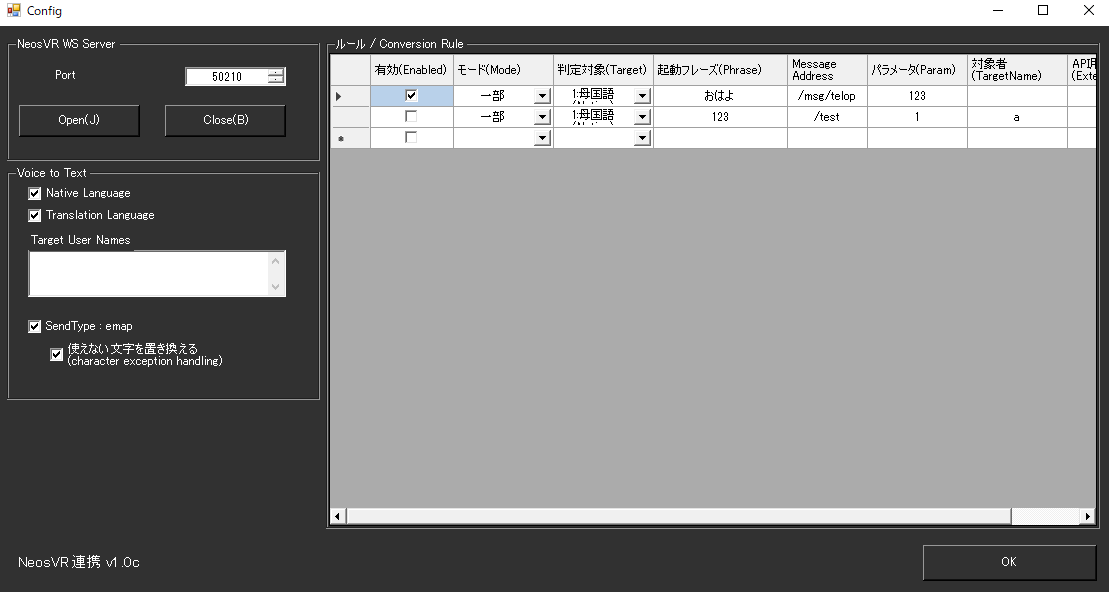 Config
NeosVR WS Server
Port
50210
Open(J)
Close(B)
Voice to Text
Native Language
Translation Language
Target User Names
SendType : emap
使えない文字を置き換える
(character exception handling)
ルール / Conversion Rule
有効(Enabled) モード(Mode) 判定対象(Target) 起動フレーズ(Phrase) Message Address パラメータ(Param) 対象者(TargetName)
一部 1:母国語 おはよ /msg/telop 123
一部 1:母国語 123 /test 1 a
NeosVR 連携 v1.0c
OK